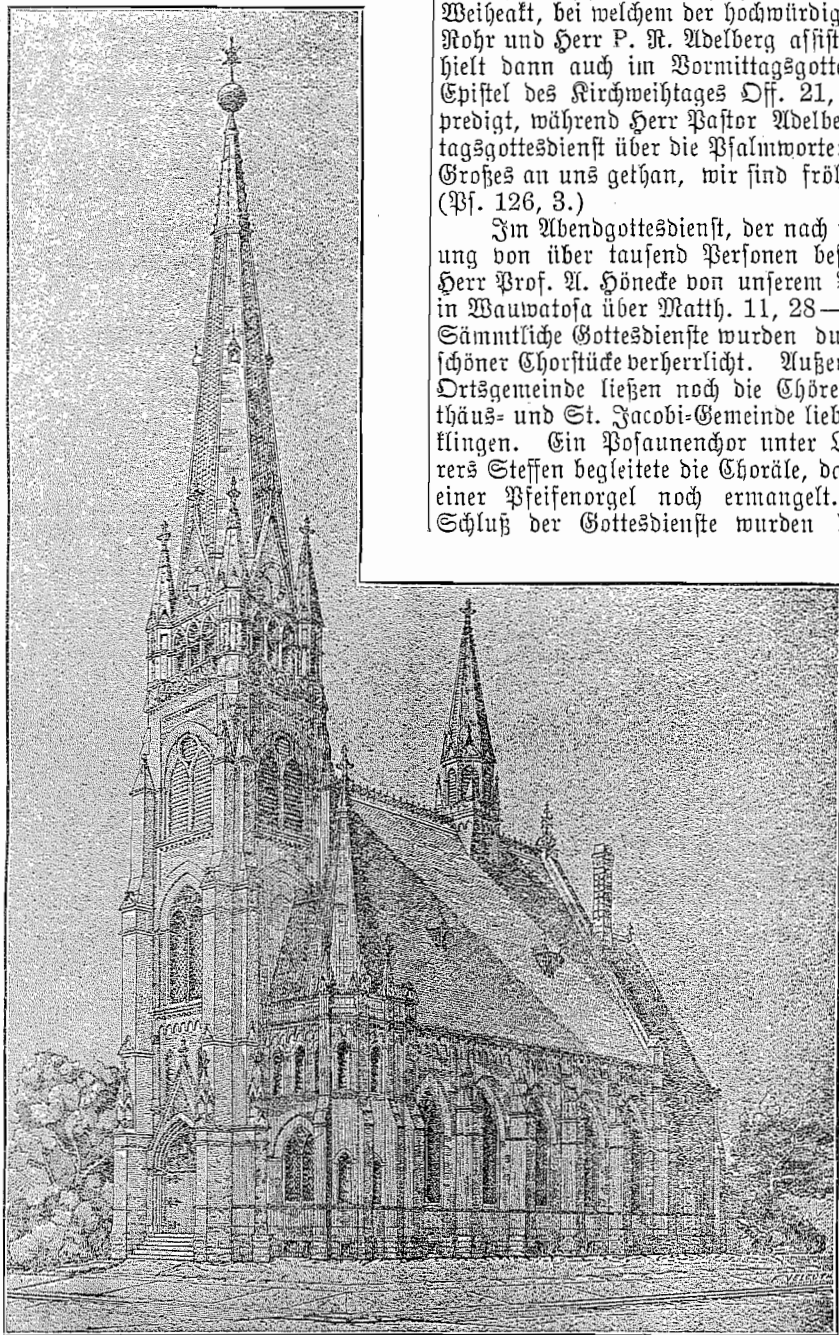 Weiheakt, bei welchem der hochwürdig
Rohr und Herr P. R. Adelberg assist
hielt dann auch im Vormittagsgott
Epistel des Kirchweihtages Off. 21,
predigt, während Herr Pastor Adelbe
tagsgottesdienst über die Psalmworte
Großes an uns gethan, wir sind fröl
(Ps. 126, 3.)
Im Abendgottesdienst, der nach
ung von über tausend Personen bes
Herr Prof. A. Hönecke von unserem
in Wauwatosa über Matth. 11, 28—
Sämmtliche Gottesdienste wurden du
schöner Chorstücke verherrlicht. Auße
Ortsgemeinde ließen noch die Chöre
thäus- und St. Jacobi-Gemeinde lieb
klingen. Ein Posaunenchor unter
rers Steffen begleitete die Choräle, da
einer Pfeifenorgel noch ermangelt.
Schluß der Gottesdienste wurden